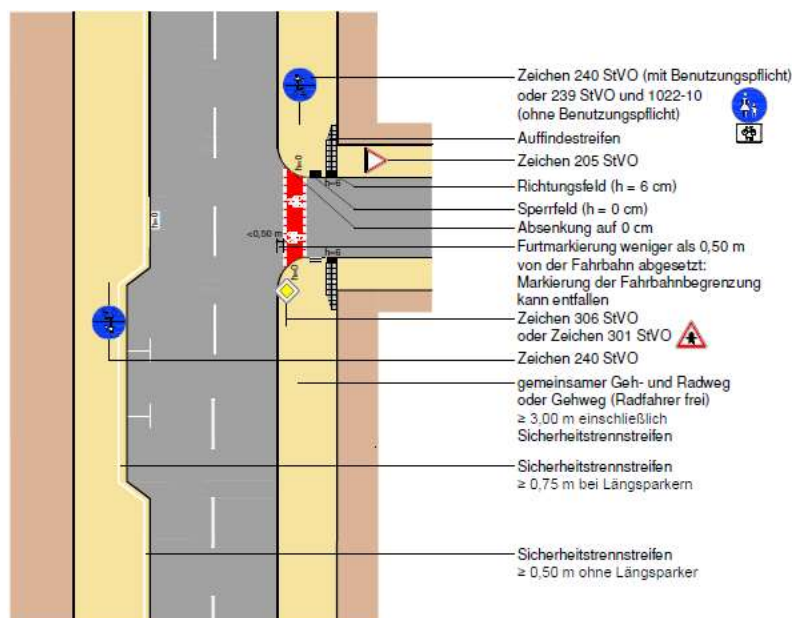 Zeichen 240 StVO (mit Benutzungspflicht)
oder 239 StVO und 1022-10
(ohne Benutzungspflicht)
Auffindestreifen
Zeichen 205 StVO
Richtungsfeld (h = 6 cm)
Sperrfeld (h = 0 cm)
Absenkung auf 0 cm
Furtmarkierung weniger als 0,50 m
von der Fahrbahn abgesetzt:
Markierung der Fahrbahnbegrenzung
kann entfallen
Zeichen 306 StVO
oder Zeichen 301 StVO
Zeichen 240 StVO
gemeinsamer Geh- und Radweg
oder Gehweg (Radfahrer frei)
≥ 3,00 m einschließlich
Sicherheitstrennstreifen
Sicherheitstrennstreifen
≥ 0,75 m bei Längsparkern
Sicherheitstrennstreifen
≥ 0,50 m ohne Längsparker
h=0
h=6
h=0
<0,50 m
h=6
h=0